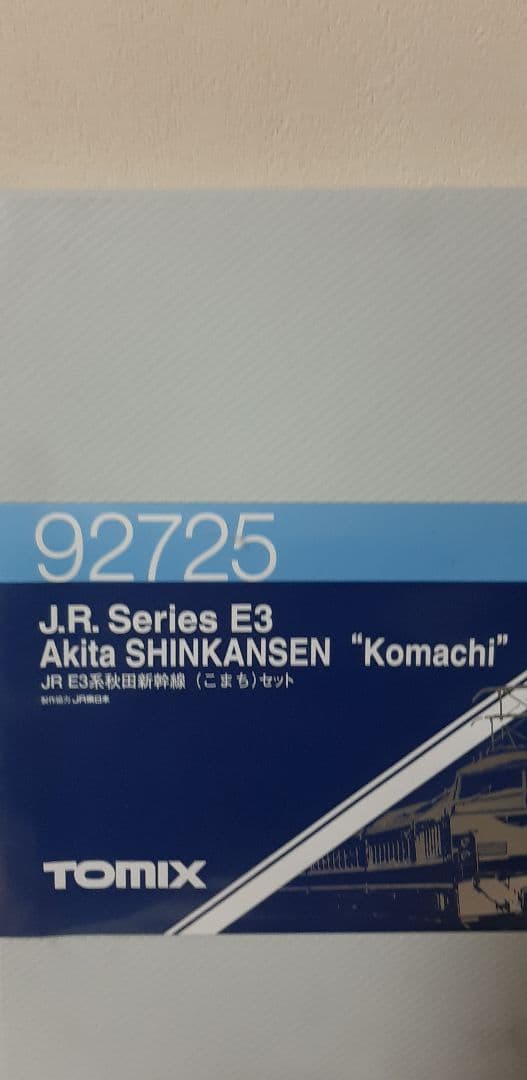 92725
J.R. Series E3
Akita SHINKANSEN “Komachi”
JR E3系秋田新幹線（こまち）セット
製作協力 JR東日本
TOMIX